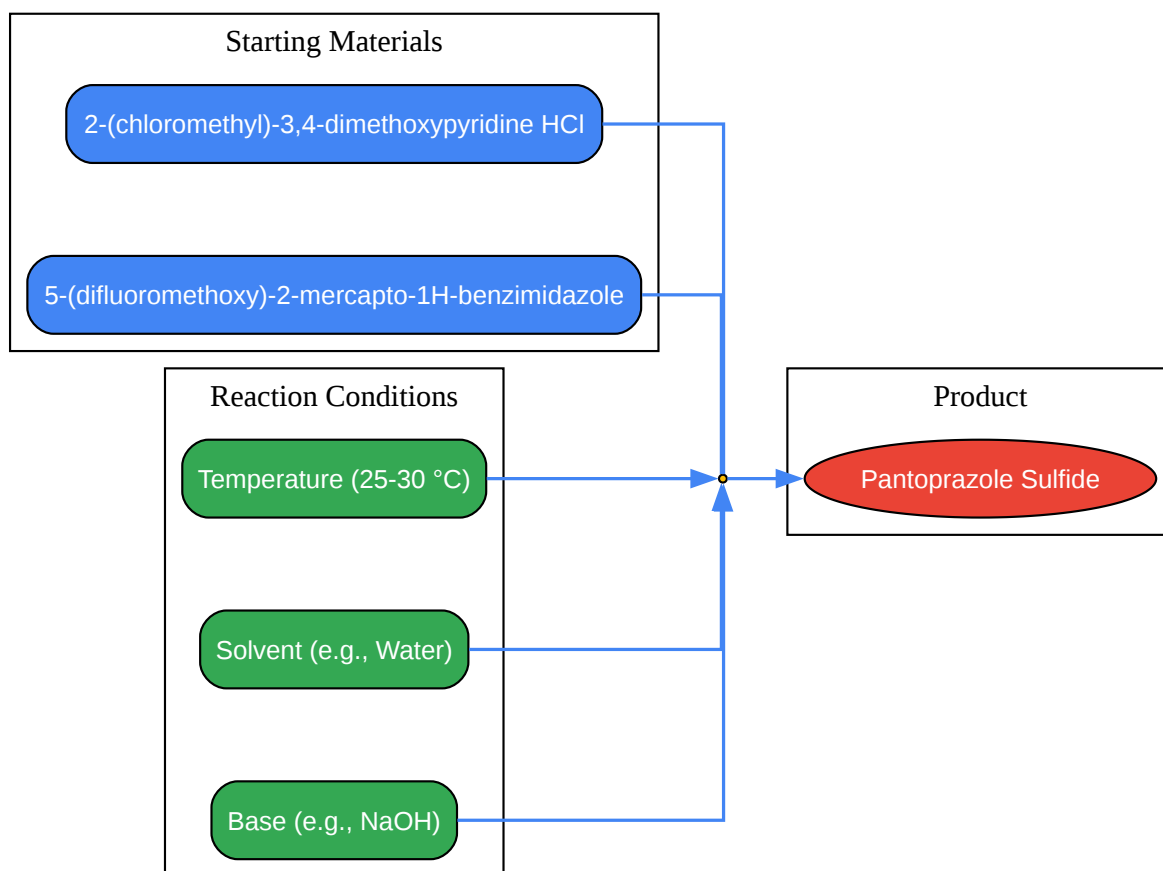 Starting Materials
2-(chloromethyl)-3,4-dimethoxypyridine HCl
5-(difluoromethoxy)-2-mercapto-1H-benzimidazole
Reaction Conditions
Temperature (25-30 °C)
Solvent (e.g., Water)
Base (e.g., NaOH)
Product
Pantoprazole Sulfide